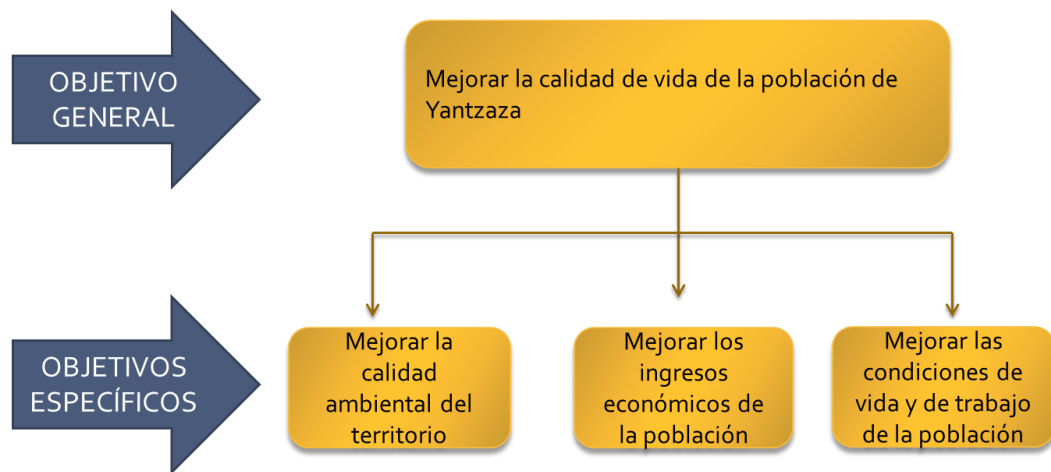 OBJETIVO
GENERAL
Mejorar la calidad de vida de la población de
Yantzaza
OBJETIVOS
ESPECÍFICOS
Mejorar la
calidad
ambiental del
territorio
Mejorar los
ingresos
económicos de
la población
Mejorar las
condiciones de
vida y de trabajo
de la población